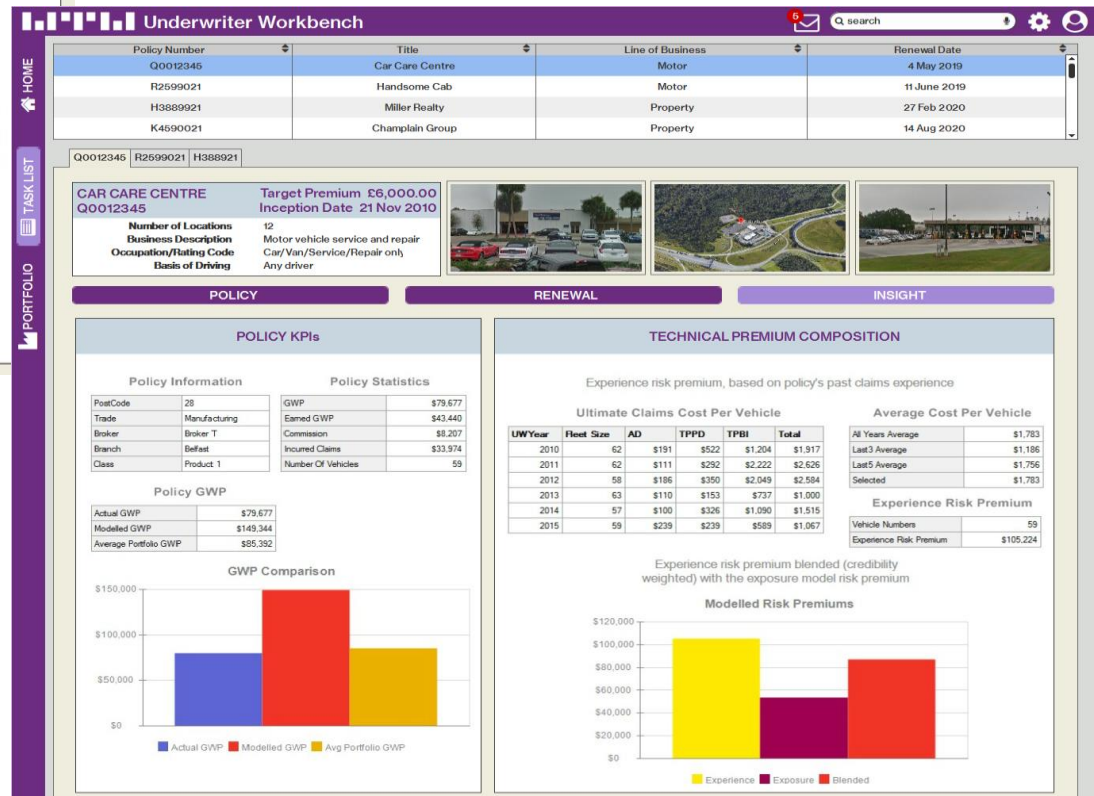 Underwriter Workbench
5
search
HOME
TASK LIST
PORTFOLIO
Policy Number Title Line of Business Renewal Date
Q0012345 Car Care Centre Motor 4 May 2019
R2599021 Handsome Cab Motor 11 June 2019
H3889921 Miller Realty Property 27 Feb 2020
K4590021 Champlain Group Property 14 Aug 2020
Q0012345 R2599021 H388921
CAR CARE CENTRE Target Premium £6,000.00
Q0012345 Inception Date 21 Nov 2010
Number of Locations 12
Business Description Motor vehicle service and repair
Occupation/Rating Code Car/Van/Service/Repair only
Basis of Driving Any driver
POLICY RENEWAL INSIGHT
POLICY KPIs
Policy Information
PostCode 28
Trade Manufacturing
Broker Broker T
Branch Belfast
Class Product 1
Policy Statistics
GWP $79,677
Earned GWP $43,440
Commission $8,207
Incurred Claims $33,974
Number Of Vehicles 59
Policy GWP
Actual GWP $79,677
Modelled GWP $149,344
Average Portfolio GWP $85,392
GWP Comparison
$150,000
$100,000
$50,000
$0
Actual GWP Modelled GWP Avg Portfolio GWP
TECHNICAL PREMIUM COMPOSITION
Experience risk premium, based on policy's past claims experience
Ultimate Claims Cost Per Vehicle
UWYear Fleet Size AD TPPD TPBI Total
2010 62 $191 $522 $1,204 $1,917
2011 62 $111 $292 $2,222 $2,626
2012 58 $186 $350 $2,049 $2,584
2013 63 $110 $153 $737 $1,000
2014 57 $100 $326 $1,090 $1,515
2015 59 $239 $239 $589 $1,067
Average Cost Per Vehicle
All Years Average $1,783
Last3 Average $1,186
Last5 Average $1,756
Selected $1,783
Experience Risk Premium
Vehicle Numbers 59
Experience Risk Premium $105,224
Experience risk premium blended (credibility
weighted) with the exposure model risk premium
Modelled Risk Premiums
$120,000
$100,000
$80,000
$60,000
$40,000
$20,000
$0
Experience Exposure Blended